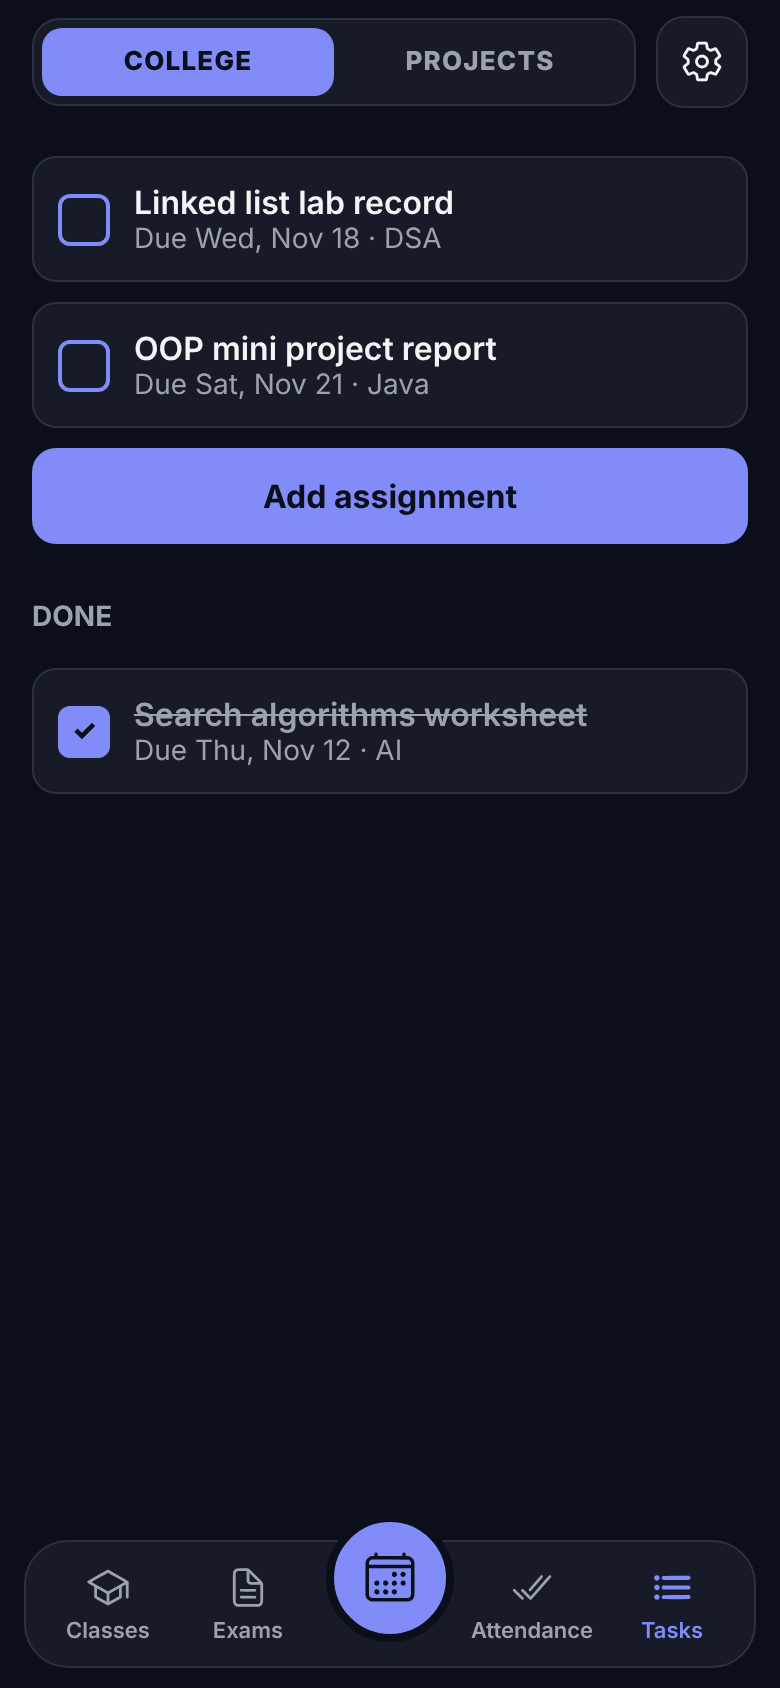 COLLEGE
PROJECTS
Linked list lab record
Due Wed, Nov 18 · DSA
OOP mini project report
Due Sat, Nov 21 · Java
Add assignment
DONE
Search algorithms worksheet
Due Thu, Nov 12 · AI
Classes
Exams
Attendance
Tasks